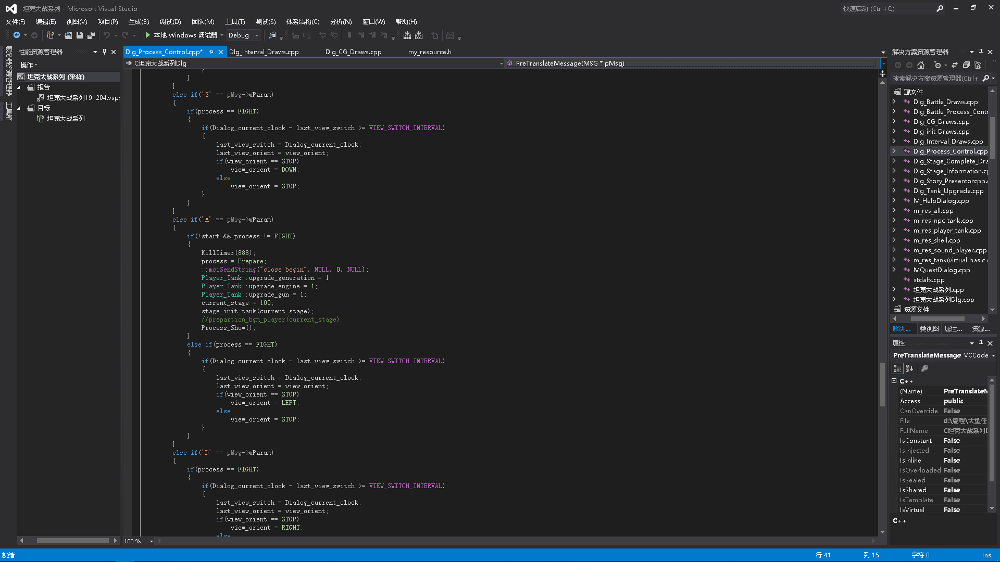 坦克大战系列 - Microsoft Visual Studio
快速启动 (Ctrl+Q)
文件(F) 编辑(E) 视图(V) 项目(P) 生成(B) 调试(D) 团队(M) 工具(T) 测试(S) 体系结构(C) 分析(N) 窗口(W) 帮助(H)
本地 Windows 调试器 Debug
服务器资源管理器
工具箱
性能资源管理器
操作
坦克大战系列 (采样)
报告
坦克大战系列191204.vsp
目标
坦克大战系列
Dlg_Process_Control.cpp* Dlg_Interval_Draws.cpp Dlg_CG_Draws.cpp my_resource.h
C坦克大战系列Dlg PreTranslateMessage(MSG * pMsg)
}
}
}
else if('S' == pMsg->wParam)
{
if(process == FIGHT)
{
if(Dialog_current_clock - last_view_switch >= VIEW_SWITCH_INTERVAL)
{
last_view_switch = Dialog_current_clock;
last_view_orient = view_orient;
if(view_orient == STOP)
view_orient = DOWN;
else
view_orient = STOP;
}
}
}
else if('A' == pMsg->wParam)
{
if(!start && process != FIGHT)
{
KillTimer(888);
process = Prepare;
::mciSendString("close begin", NULL, 0, NULL);
Player_Tank::upgrade_generation = 1;
Player_Tank::upgrade_engine = 1;
Player_Tank::upgrade_gun = 1;
current_stage = 100;
stage_init_tank(current_stage);
//prepartion_bgm_player(current_stage);
Process_Show();
}
else if(process == FIGHT)
{
if(Dialog_current_clock - last_view_switch >= VIEW_SWITCH_INTERVAL)
{
last_view_switch = Dialog_current_clock;
last_view_orient = view_orient;
if(view_orient == STOP)
view_orient = LEFT;
else
view_orient = STOP;
}
}
}
else if('D' == pMsg->wParam)
{
if(process == FIGHT)
{
if(Dialog_current_clock - last_view_switch >= VIEW_SWITCH_INTERVAL)
{
last_view_switch = Dialog_current_clock;
last_view_orient = view_orient;
if(view_orient == STOP)
view_orient = RIGHT;
else
100 %
解决方案资源管理器
搜索解决方案资源管理器(Ctrl+
源文件
Dlg_Battle_Draws.cpp
Dlg_Battle_Process_Contr
Dlg_CG_Draws.cpp
Dlg_init_Draws.cpp
Dlg_Interval_Draws.cpp
Dlg_Process_Control.cpp
Dlg_Stage_Complete_Dra
Dlg_Stage_Information.cp
Dlg_Story_Presentorcpp.
Dlg_Tank_Upgrade.cpp
M_HelpDialog.cpp
m_res_all.cpp
m_res_npc_tank.cpp
m_res_player_tank.cpp
m_res_shell.cpp
m_res_sound_player.cpp
m_res_tank(virtual basic
MQuestDialog.cpp
stdafx.cpp
坦克大战系列.cpp
坦克大战系列Dlg.cpp
资源文件
解决... 类视图 属性... 资源...
属性
PreTranslateMessage VCCode
C++
(Name) PreTranslateM
Access public
CanOverride False
File d:\编程\大型任
FullName C坦克大战系列D
IsConstant False
IsInjected False
IsInline False
IsOverloaded False
IsSealed False
IsShared False
IsTemplate False
IsVirtual False
C++
就绪 行 41 列 15 字符 8 Ins